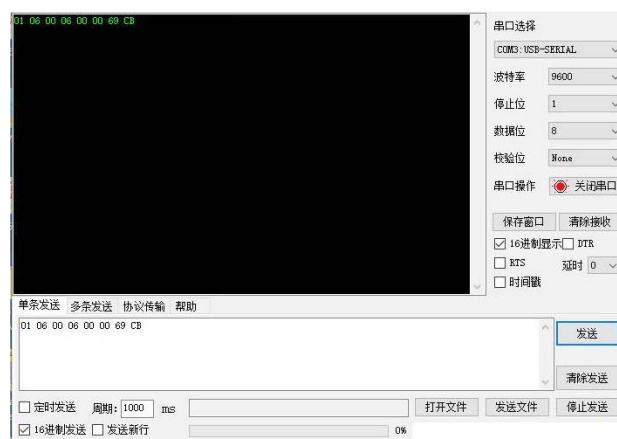 01 06 00 06 00 00 69 CB
串口选择
COM3:USB-SERIAL
波特率 9600
停止位 1
数据位 8
校验位 None
串口操作 关闭串口
保存窗口 清除接收
16进制显示 DTR
RTS 延时 0
时间戳
单条发送 多条发送 协议传输 帮助
01 06 00 06 00 00 69 CB
发送
清除发送
定时发送 周期: 1000 ms 打开文件 发送文件 停止发送
16进制发送 发送新行 0%